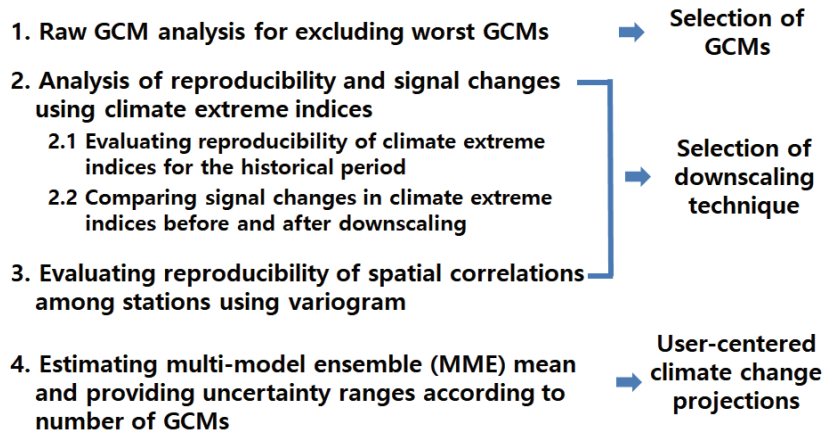 1. Raw GCM analysis for excluding worst GCMs
Selection of
GCMs
2. Analysis of reproducibility and signal changes
using climate extreme indices
2.1 Evaluating reproducibility of climate extreme
indices for the historical period
2.2 Comparing signal changes in climate extreme
indices before and after downscaling
3. Evaluating reproducibility of spatial correlations
among stations using variogram
Selection of
downscaling
technique
4. Estimating multi-model ensemble (MME) mean
and providing uncertainty ranges according to
number of GCMs
User-centered
climate change
projections